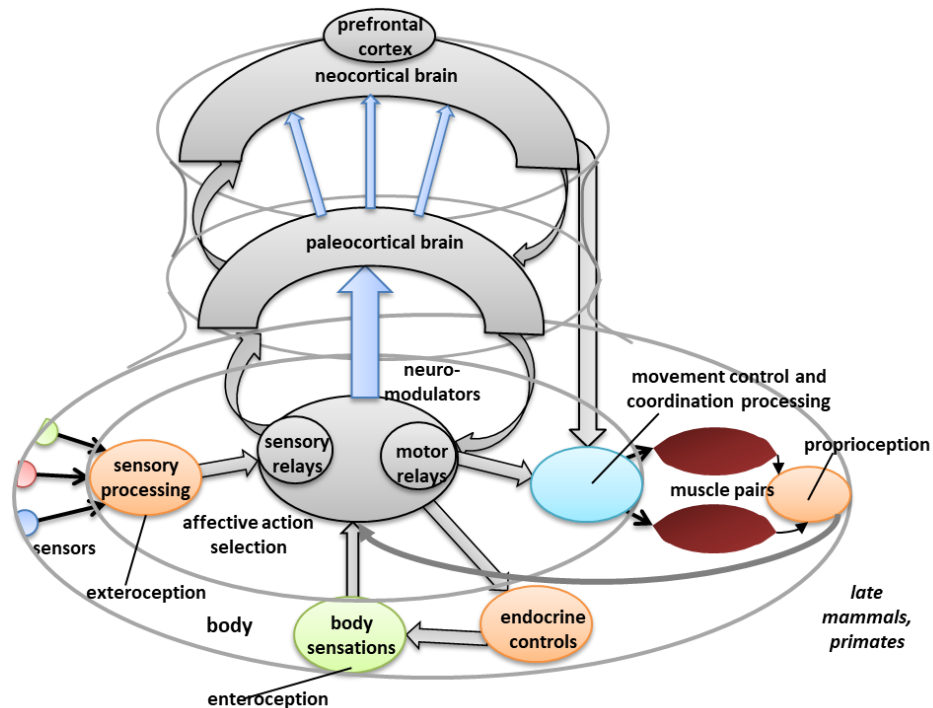 prefrontal
cortex
neocortical brain
paleocortical brain
neuro-
modulators
movement control and
coordination processing
sensory
relays
motor
relays
proprioception
sensory
processing
muscle pairs
affective action
selection
sensors
exteroception
body
body
sensations
endocrine
controls
enteroception
late
mammals,
primates